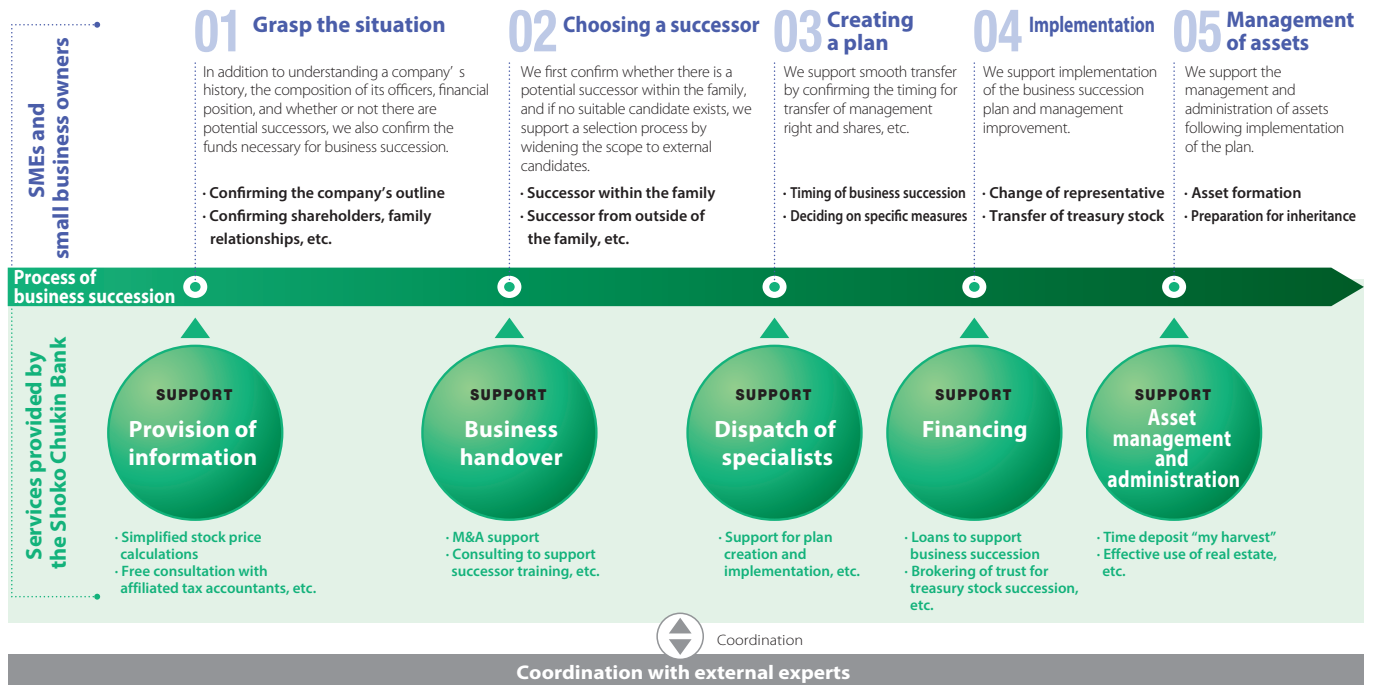 SMEs and
small business owners
01 Grasp the situation
In addition to understanding a company' s
history, the composition of its officers, financial
position, and whether or not there are
potential successors, we also confirm the
funds necessary for business succession.
· Confirming the company's outline
· Confirming shareholders, family
relationships, etc.
02 Choosing a successor
We first confirm whether there is a
potential successor within the family,
and if no suitable candidate exists, we
support a selection process by
widening the scope to external
candidates.
· Successor within the family
· Successor from outside of
the family, etc.
03 Creating
a plan
We support smooth transfer
by confirming the timing for
transfer of management
right and shares, etc.
· Timing of business succession
· Deciding on specific measures
04 Implementation
We support implementation
of the business succession
plan and management
improvement.
· Change of representative
· Transfer of treasury stock
05 Management
of assets
We support the
management and
administration of assets
following implementation
of the plan.
· Asset formation
· Preparation for inheritance
Process of
business succession
Services provided by
the Shoko Chukin Bank
SUPPORT
Provision of
information
· Simplified stock price
calculations
· Free consultation with
affiliated tax accountants, etc.
SUPPORT
Business
handover
· M&A support
· Consulting to support
successor training, etc.
SUPPORT
Dispatch of
specialists
· Support for plan
creation and
implementation, etc.
SUPPORT
Financing
· Loans to support
business succession
· Brokering of trust for
treasury stock succession,
etc.
SUPPORT
Asset
management
and
administration
· Time deposit "my harvest"
· Effective use of real estate,
etc.
Coordination
Coordination with external experts